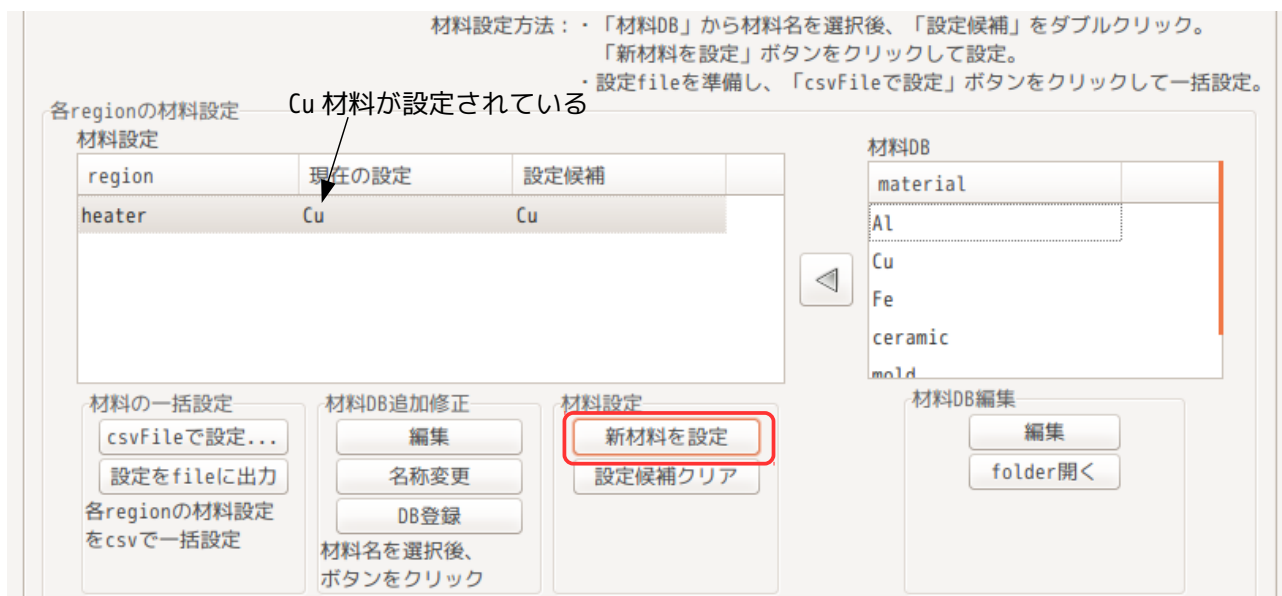 材料設定方法：・「材料DB」から材料名を選択後、「設定候補」をダブルクリック。
「新材料を設定」ボタンをクリックして設定。
・設定fileを準備し、「csvFileで設定」ボタンをクリックして一括設定。
各regionの材料設定
Cu 材料が設定されている
材料設定
region 現在の設定 設定候補
heater Cu Cu
材料DB
material
Al
Cu
Fe
ceramic
mold
材料の一括設定
csvFileで設定...
設定をfileに出力
各regionの材料設定
をcsvで一括設定
材料DB追加修正
編集
名称変更
DB登録
材料名を選択後、
ボタンをクリック
材料設定
新材料を設定
設定候補クリア
材料DB編集
編集
folder開く